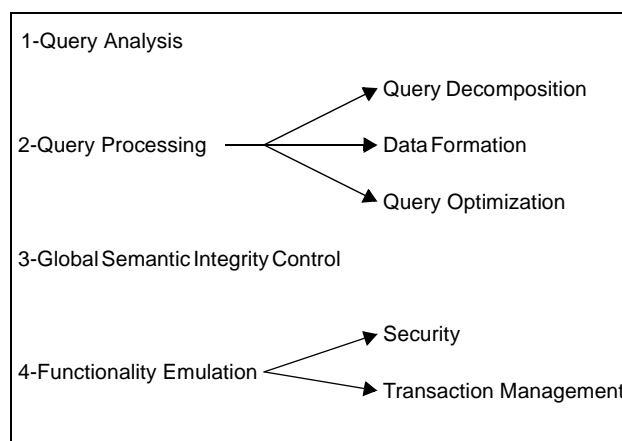 1-Query Analysis
Query Decomposition
2-Query Processing
Data Formation
Query Optimization
3-Global Semantic Integrity Control
Security
4-Functionality Emulation
Transaction Management